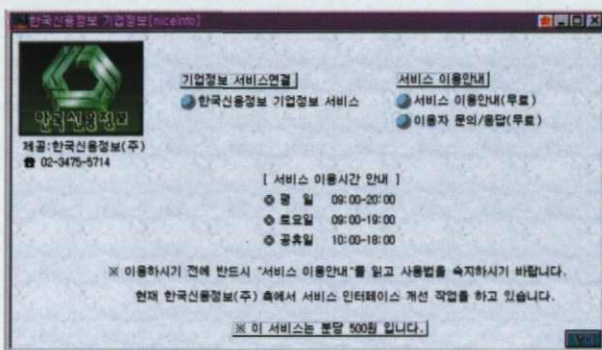 한국신용정보 기업정보[niceinfo]
한국신용정보
제공:한국신용정보(주)
☎ 02-3475-5714
기업정보 서비스연결
한국신용정보 기업정보 서비스
서비스 이용안내
서비스 이용안내(무료)
이용자 문의/응답(무료)
[ 서비스 이용시간 안내 ]
평 일 09:00-20:00
토요일 09:00-19:00
공휴일 10:00-18:00
※ 이용하시기 전에 반드시 "서비스 이용안내"를 읽고 사용법을 숙지하시기 바랍니다.
현재 한국신용정보(주) 측에서 서비스 인터페이스 개선 작업을 하고 있습니다.
※ 이 서비스는 분당 500원 입니다.